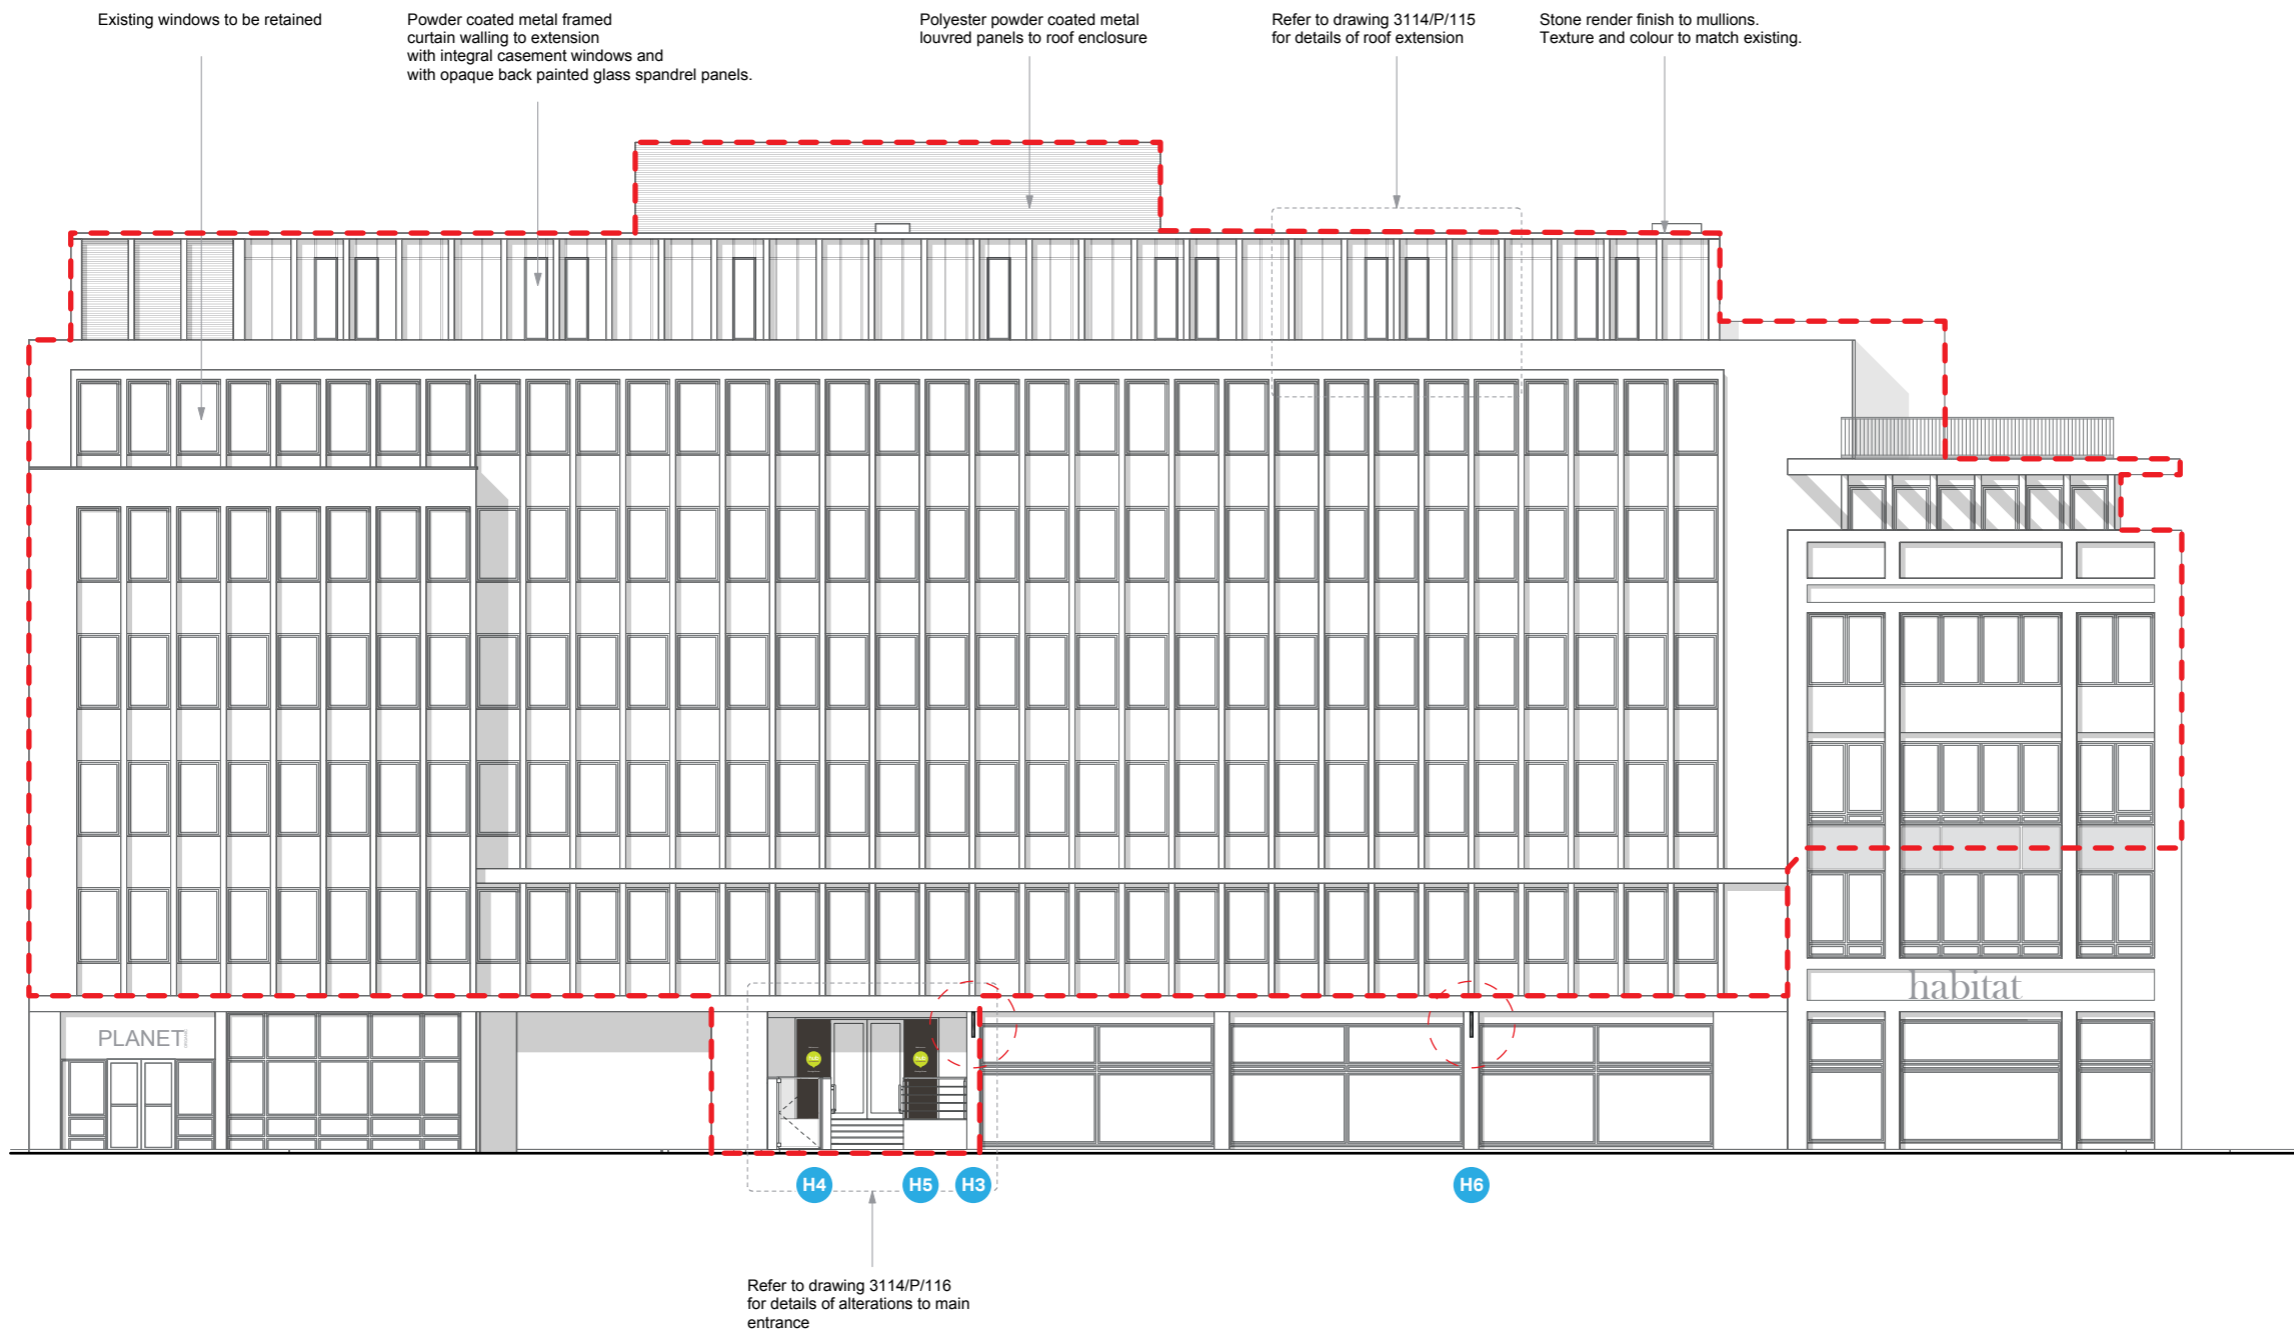 Existing windows to be retained
Powder coated metal framed
curtain walling to extension
with integral casement windows and
with opaque back painted glass spandrel panels.
Polyester powder coated metal
louvred panels to roof enclosure
Refer to drawing 3114/P/115
for details of roof extension
Stone render finish to mullions.
Texture and colour to match existing.
habitat
PLANET
H4
H5
H3
H6
Refer to drawing 3114/P/116
for details of alterations to main
entrance